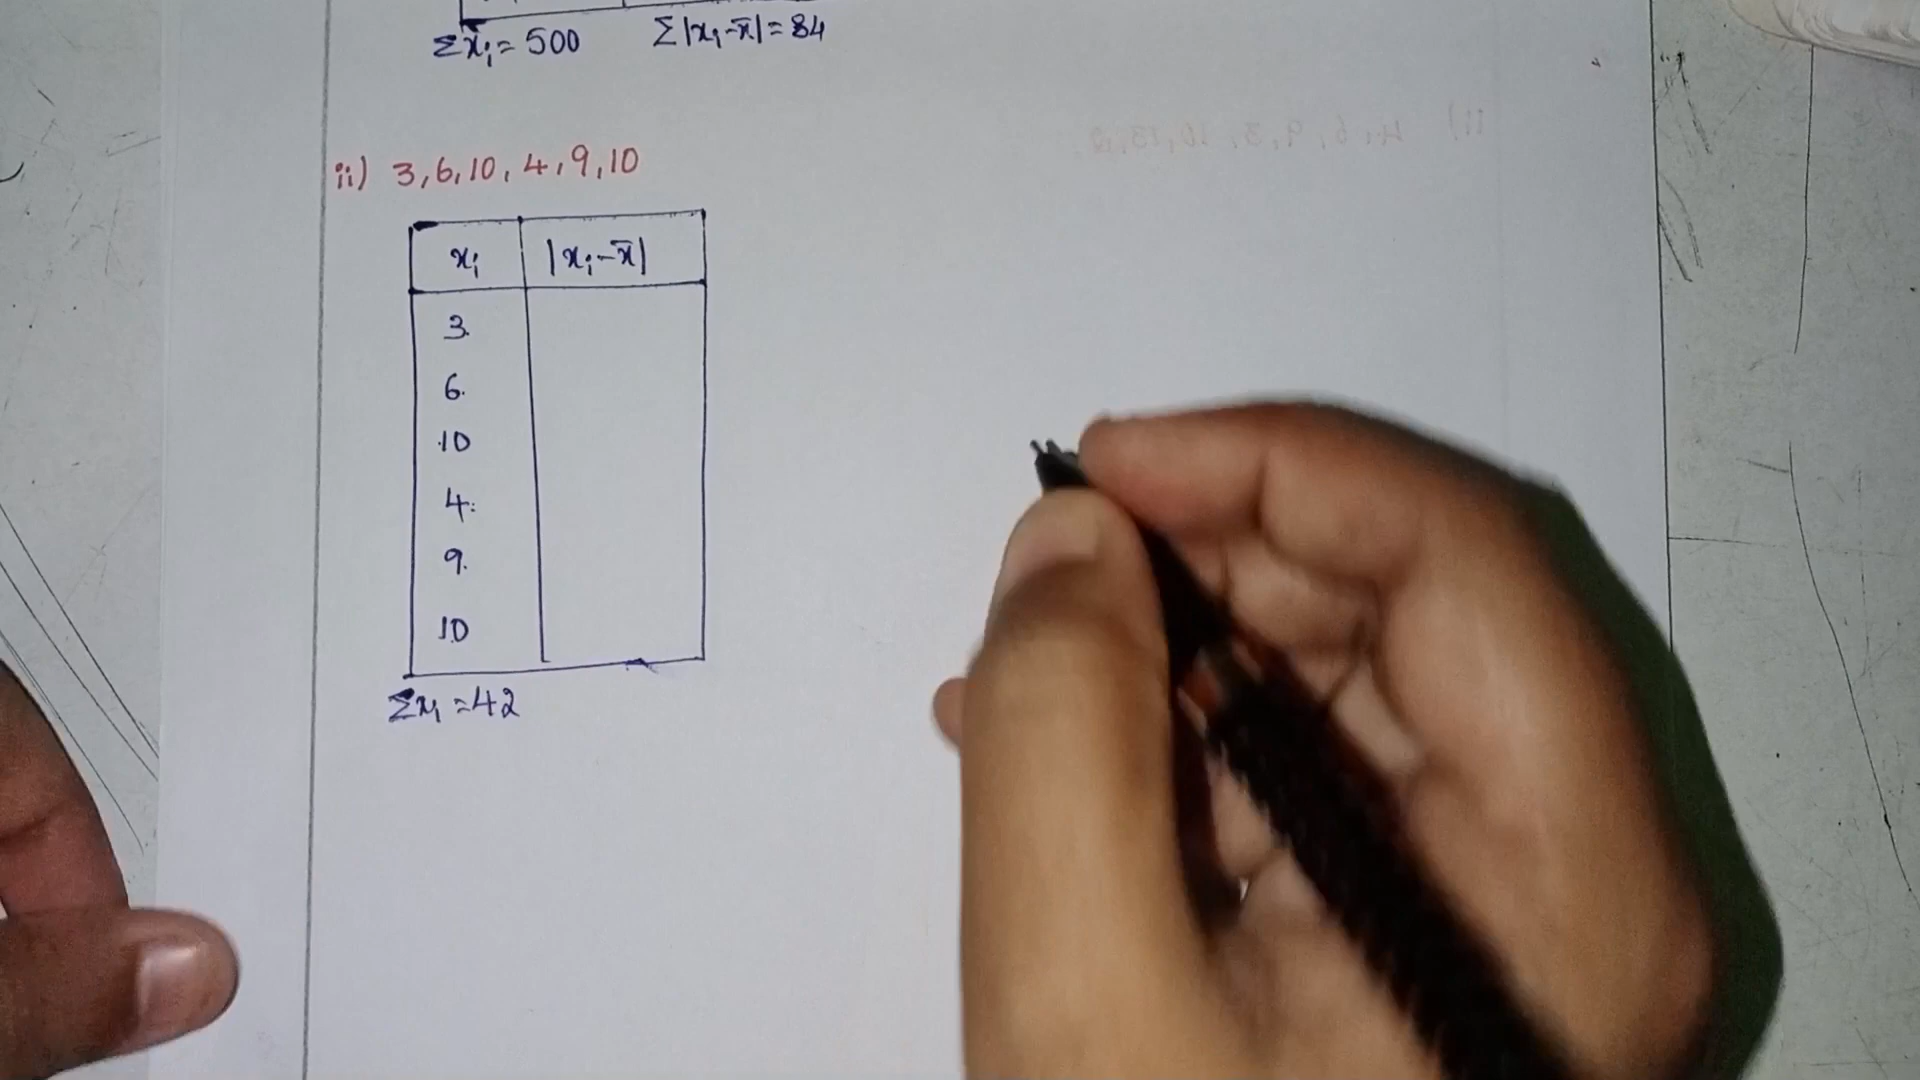 Σxi = 500 Σ|xi-x̄| = 84
ii) 3, 6, 10, 4, 9, 10
xi |xi-x̄|
3
6
10
4
9
10
Σxi = 42